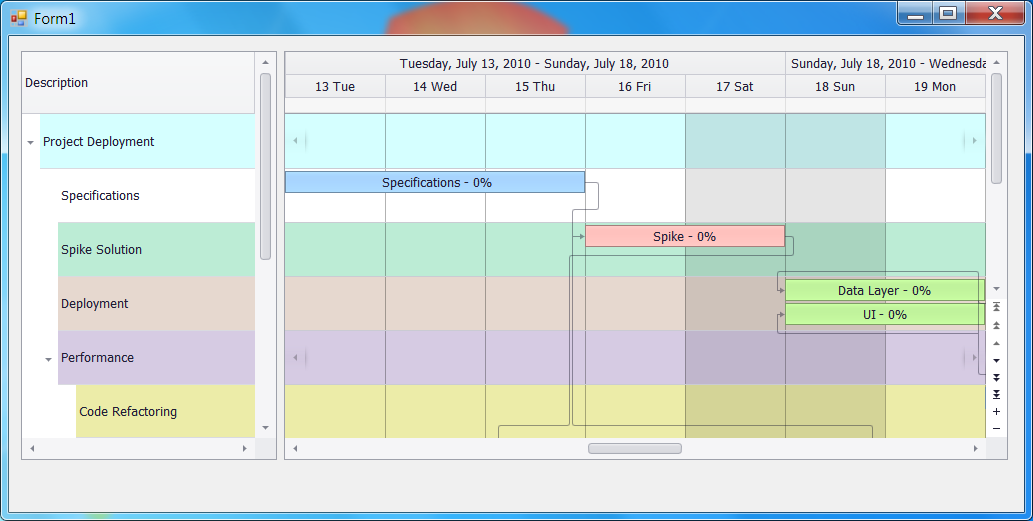 Form1
Description
Tuesday, July 13, 2010 - Sunday, July 18, 2010
Sunday, July 18, 2010 - Wednesda
13 Tue
14 Wed
15 Thu
16 Fri
17 Sat
18 Sun
19 Mon
Project Deployment
Specifications
Specifications - 0%
Spike Solution
Spike - 0%
Deployment
Data Layer - 0%
UI - 0%
Performance
Code Refactoring